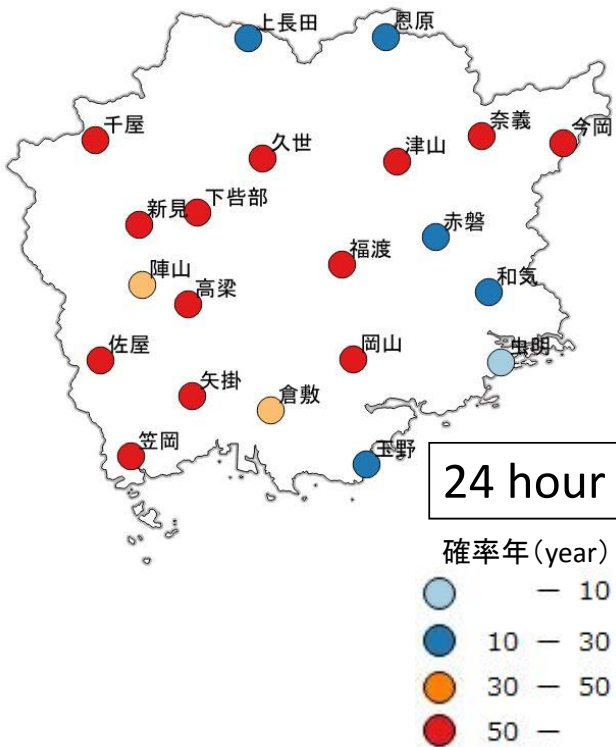 上長田
恩原
千屋
久世
津山
奈義
今岡
新見
下呰部
福渡
赤磐
陣山
高梁
和気
佐屋
岡山
虫明
矢掛
倉敷
笠岡
玉野
24 hour
確率年(year)
— 10
10 — 30
30 — 50
50 —